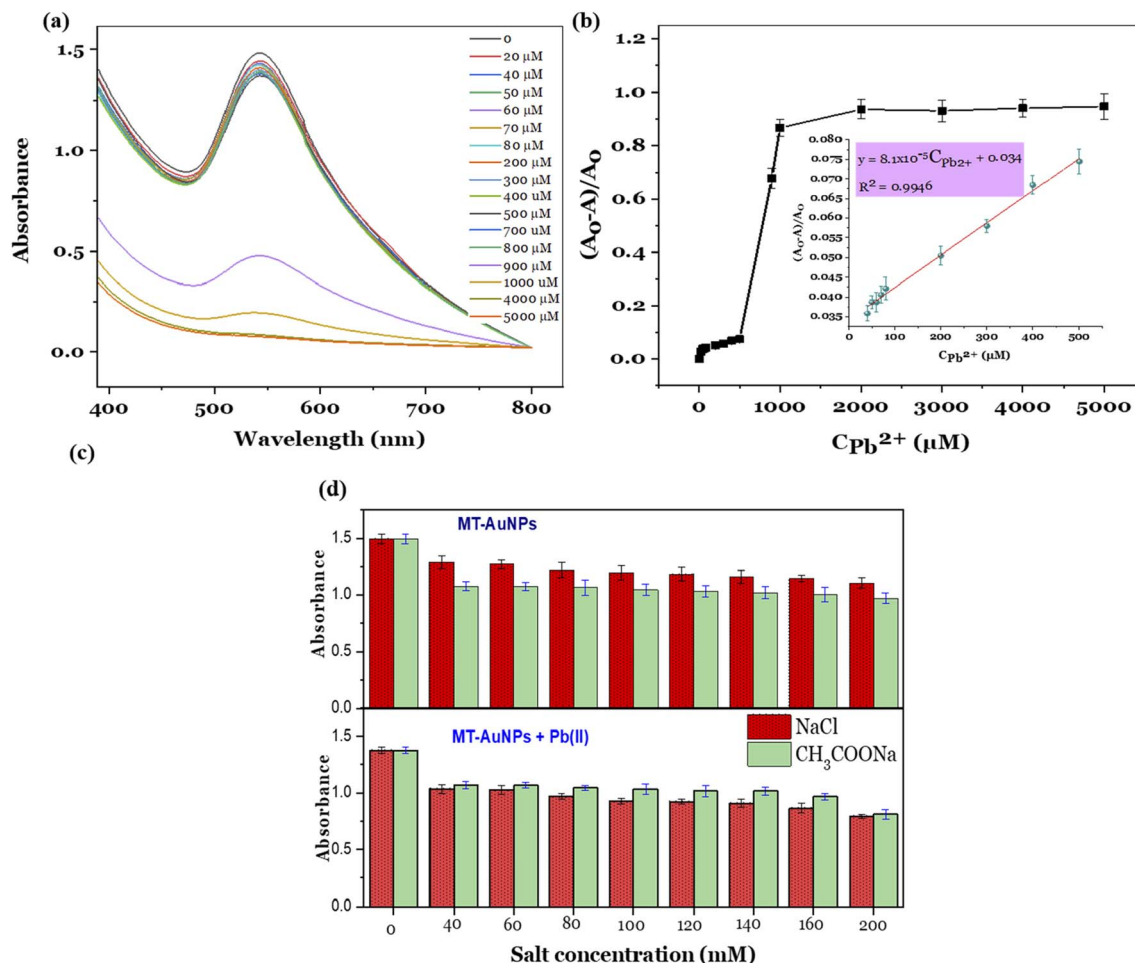 (a)
Absorbance
1.5
1.0
0.5
0.0
400
500
600
700
800
Wavelength (nm)
0
20 µM
40 µM
50 µM
60 µM
70 µM
80 µM
200 µM
300 µM
400 uM
500 µM
700 uM
800 µM
900 µM
1000 uM
4000 µM
5000 µM
(b)
(A₀-A)/A₀
1.2
1.0
0.8
0.6
0.4
0.2
0.0
0
1000
2000
3000
4000
5000
C_Pb²⁺ (µM)
y = 8.1x10⁻⁵C_Pb2+ + 0.034
R² = 0.9946
(A₀-A)/A₀
0.080
0.075
0.070
0.065
0.060
0.055
0.050
0.045
0.040
0.035
0
100
200
300
400
500
C_Pb²⁺ (µM)
(c)
(d)
MT-AuNPs
Absorbance
1.5
1.0
0.5
0.0
MT-AuNPs + Pb(II)
NaCl
CH₃COONa
Absorbance
1.5
1.0
0.5
0.0
0
40
60
80
100
120
140
160
200
Salt concentration (mM)